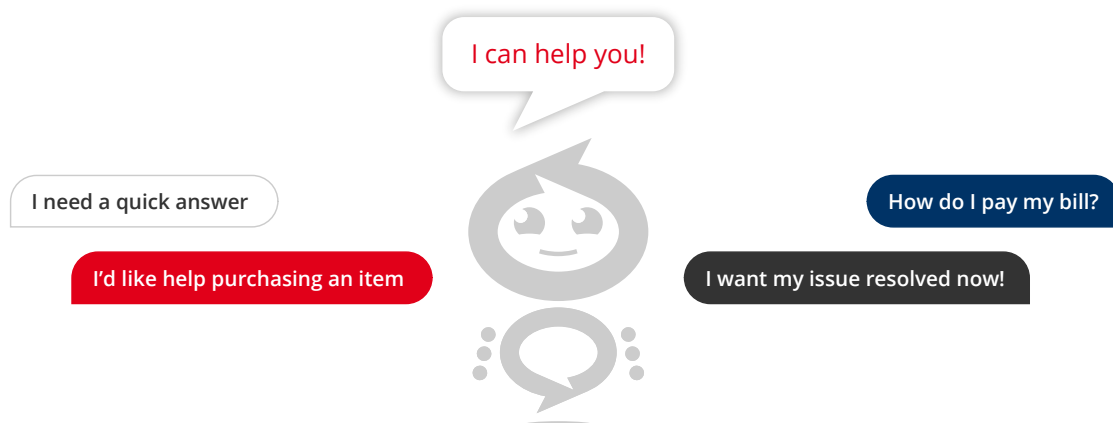 I can help you!
I need a quick answer
How do I pay my bill?
I’d like help purchasing an item
I want my issue resolved now!